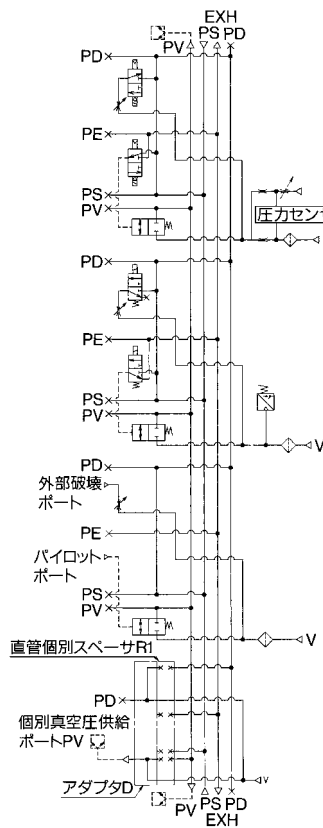 EXH
PV PS PD
PD
PE
PS
PV
圧力センサ
PD
PE
PS
PV
V
PD
外部破壊
ポート
PE
パイロット
ポート
PS
PV
V
直管個別スペーサR1
PD
個別真空圧供給
ポートPV
アダプタD
V
PV PS PD
EXH